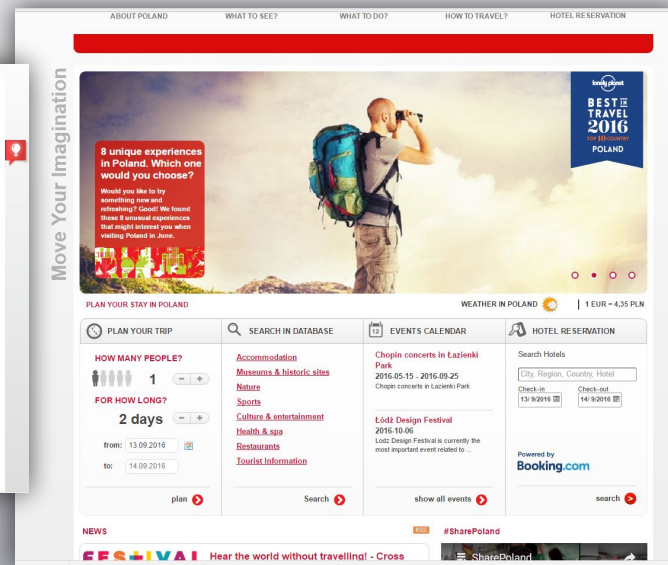 ABOUT POLAND
WHAT TO SEE?
WHAT TO DO?
HOW TO TRAVEL?
HOTEL RESERVATION
Move Your Imagination
8 unique experiences
in Poland. Which one
would you choose?
Would you like to try
something new and
refreshing? Good! We found
these 8 unusual experiences
that might interest you when
visiting Poland in June.
lonely planet
BEST IN
TRAVEL
2016
TOP 10 COUNTRY
POLAND
PLAN YOUR STAY IN POLAND
WEATHER IN POLAND
1 EUR = 4,35 PLN
PLAN YOUR TRIP
HOW MANY PEOPLE?
1 - +
FOR HOW LONG?
2 days - +
from: 13.09.2016
to: 14.09.2016
plan
SEARCH IN DATABASE
Accommodation
Museums & historic sites
Nature
Sports
Culture & entertainment
Health & spa
Restaurants
Tourist Information
Search
12
EVENTS CALENDAR
Chopin concerts in Łazienki
Park
2016-05-15 - 2016-09-25
Chopin concerts in Łazienki Park
Łódź Design Festival
2016-10-06
Lodz Design Festival is currently the
most important event related to ...
show all events
HOTEL RESERVATION
Search Hotels
City, Region, Country, Hotel
Check-in Check-out
13/ 9/2016 14/ 9/2016
Powered by
Booking.com
search
NEWS
RSS
FESTIVAL
Hear the world without travelling! - Cross
#SharePoland
SharePoland